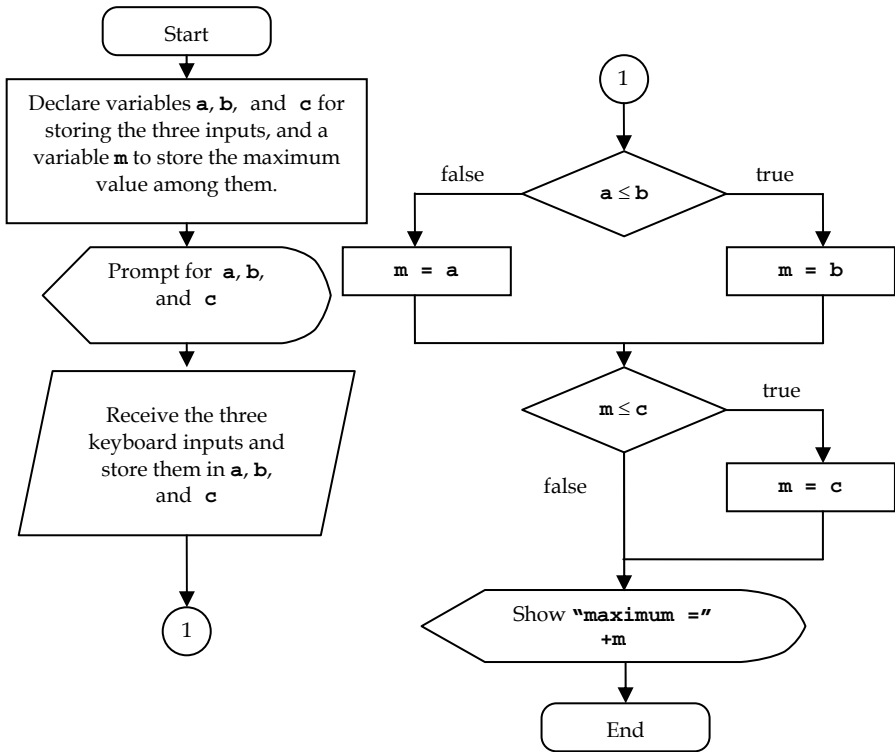 Start
Declare variables a, b, and c for
storing the three inputs, and a
variable m to store the maximum
value among them.
Prompt for a, b,
and c
Receive the three
keyboard inputs and
store them in a, b,
and c
1
1
a ≤ b
false
true
m = a
m = b
m ≤ c
true
false
m = c
Show “maximum =”
+m
End